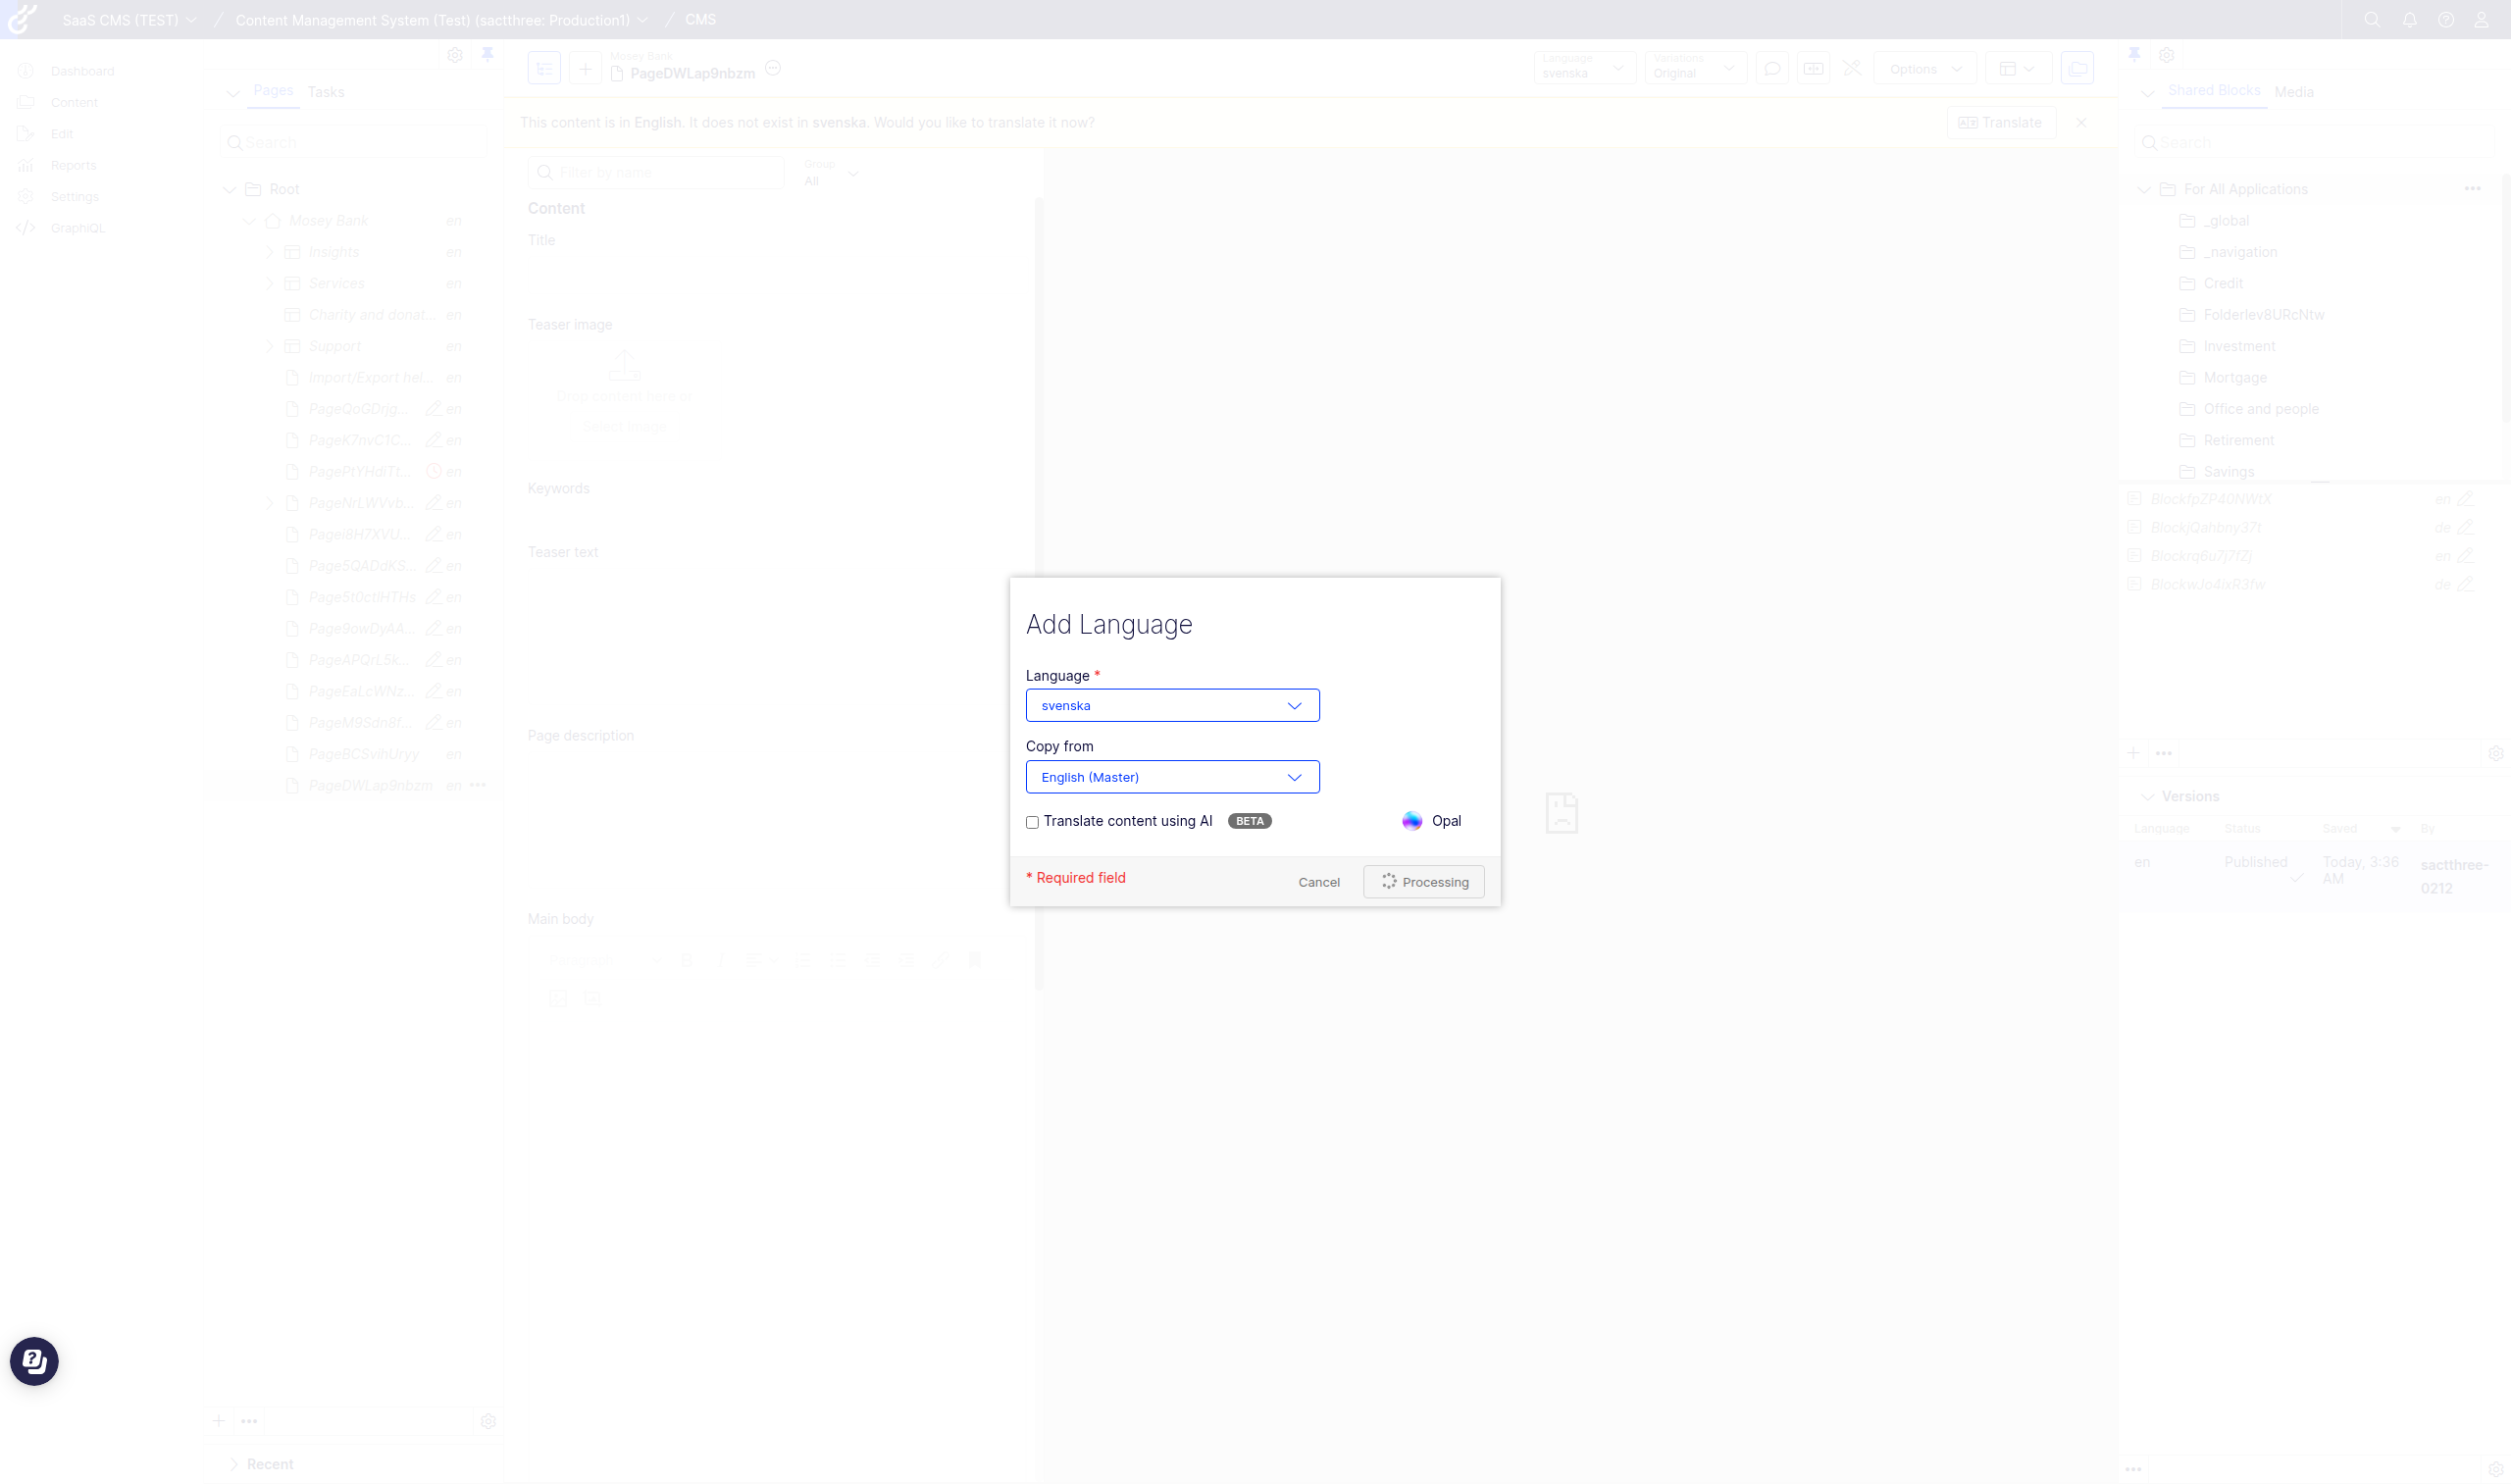 SaaS CMS (TEST) / Content Management System (Test) (sactthree: Production1) / CMS
Dashboard
Content
Edit
Reports
Settings
GraphiQL
Pages Tasks
Search
Root
Mosey Bank en
Insights en
Services en
Charity and donat... en
Support en
Import/Export hel... en
PageQoGDrjg... en
PageK7nvC1C... en
PagePtYHdiTt... en
PageNrLWVvb... en
PageI8H7XVU... en
Page5QADdKS... en
Page5t0ctlHTHs en
Page9owDyAA... en
PageAPQrL5k... en
PageEaLcWNz... en
PageM9Sdn8f... en
PageBCSvihUryy en
PageDWLap9nbzm en
Recent
Mosey Bank
PageDWLap9nbzm
Language
svenska
Variations
Original
Options
This content is in English. It does not exist in svenska. Would you like to translate it now?
Translate
Filter by name
Group
All
Content
Title
Teaser image
Drop content here or
Select Image
Keywords
Teaser text
Page description
Main body
Paragraph
Add Language
Language *
svenska
Copy from
English (Master)
Translate content using AI BETA Opal
* Required field
Cancel Processing
Shared Blocks Media
Search
For All Applications
_global
_navigation
Credit
Folderlev8URcNtw
Investment
Mortgage
Office and people
Retirement
Savings
BlockfpZP40NWtX en
BlockjQahbny37t de
Blockrq6u7j7fZj en
BlockwJo4lxR3fw de
Versions
Language Status Saved By
en Published Today, 3:36 AM sactthree-0212